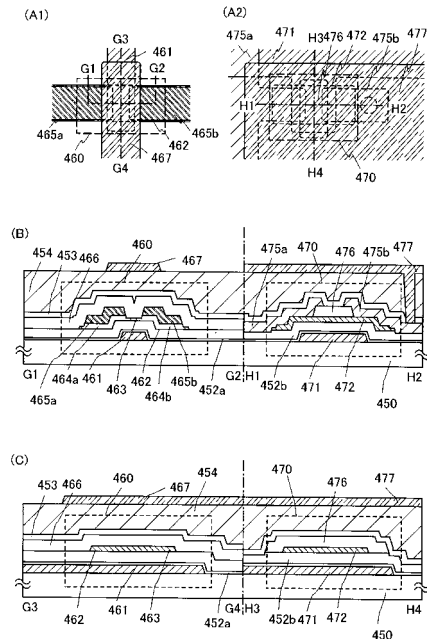 (A1)
G3
461
G1
G2
465a
465b
460
462
467
G4
(A2)
475a
471
H3
476
472
475b
477
H1
H2
H4
470
(B)
454
453
466
460
467
475a
470
476
475b
477
G1
464a
461
463
462
464b
465b
452a
G2
H1
452b
471
472
450
H2
465a
(C)
453
466
460
467
454
470
476
477
G3
462
461
463
452a
G4
H3
452b
471
472
450
H4